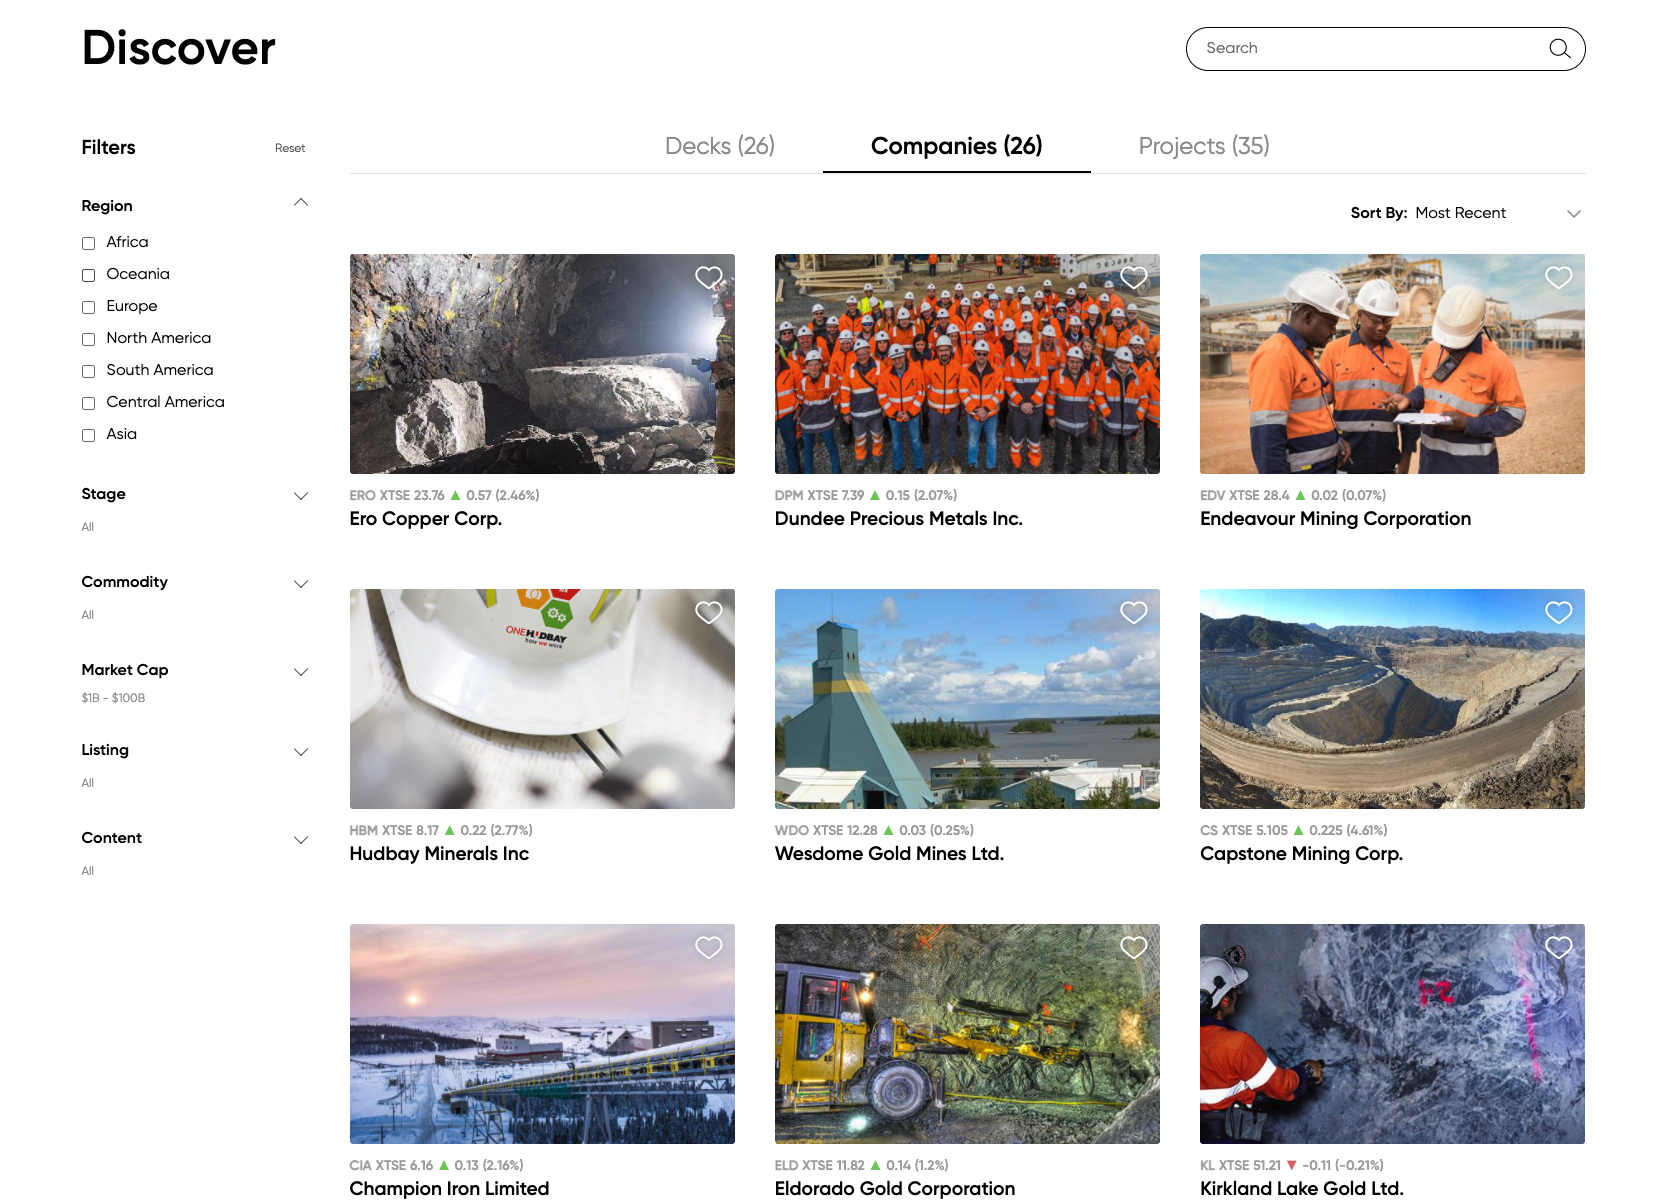 Discover
Search
Filters
Reset
Decks (26)
Companies (26)
Projects (35)
Region
Sort By: Most Recent
Africa
Oceania
Europe
North America
South America
Central America
Asia
Stage
All
Commodity
All
Market Cap
$1B - $100B
Listing
All
Content
All
ERO XTSE 23.76 ▲ 0.57 (2.46%)
Ero Copper Corp.
DPM XTSE 7.39 ▲ 0.15 (2.07%)
Dundee Precious Metals Inc.
EDV XTSE 28.4 ▲ 0.02 (0.07%)
Endeavour Mining Corporation
ONEHUDBAY
how we work
HBM XTSE 8.17 ▲ 0.22 (2.77%)
Hudbay Minerals Inc
WDO XTSE 12.28 ▲ 0.03 (0.25%)
Wesdome Gold Mines Ltd.
CS XTSE 5.105 ▲ 0.225 (4.61%)
Capstone Mining Corp.
CIA XTSE 6.16 ▲ 0.13 (2.16%)
Champion Iron Limited
ELD XTSE 11.82 ▲ 0.14 (1.2%)
Eldorado Gold Corporation
KL XTSE 51.21 ▼ -0.11 (-0.21%)
Kirkland Lake Gold Ltd.